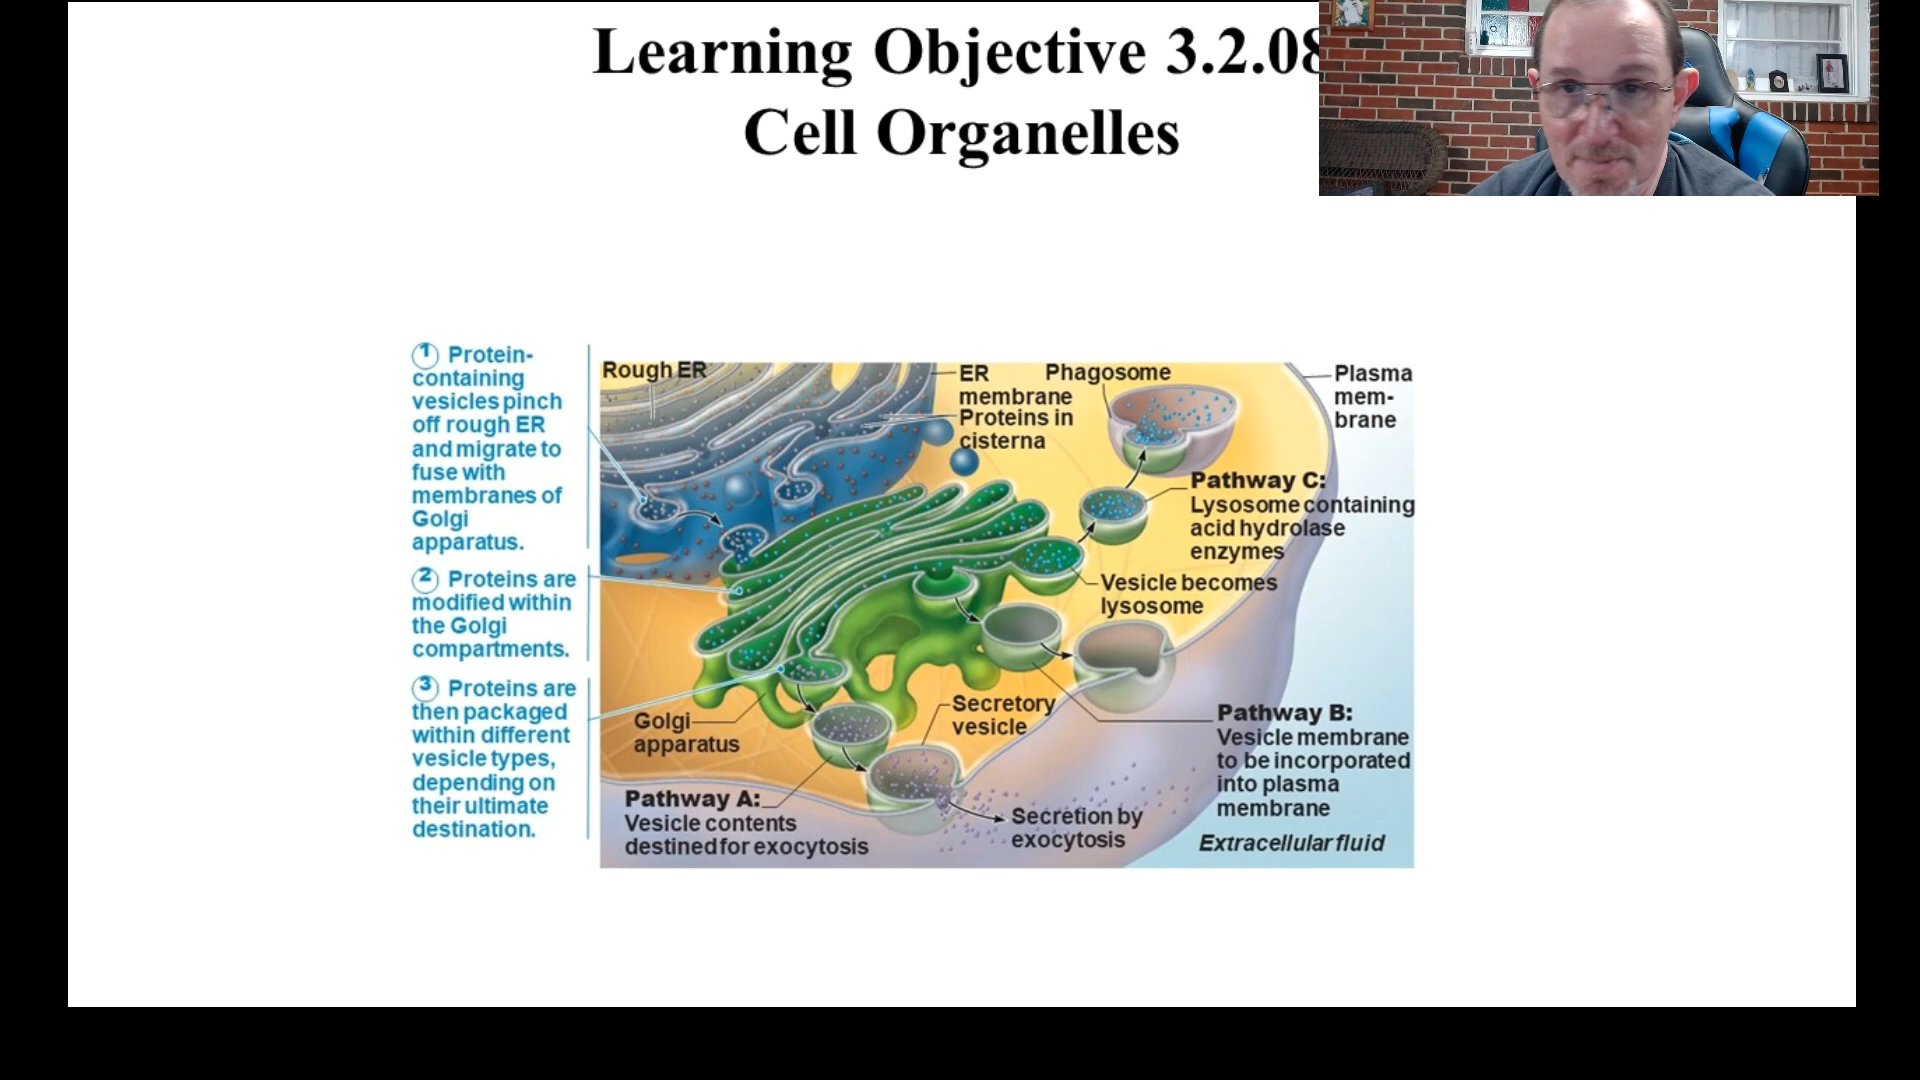 Learning Objective 3.2.08
Cell Organelles
1 Protein-
containing
vesicles pinch
off rough ER
and migrate to
fuse with
membranes of
Golgi
apparatus.
2 Proteins are
modified within
the Golgi
compartments.
3 Proteins are
then packaged
within different
vesicle types,
depending on
their ultimate
destination.
Rough ER
ER
membrane
Proteins in
cisterna
Phagosome
Plasma
mem-
brane
Pathway C:
Lysosome containing
acid hydrolase
enzymes
Vesicle becomes
lysosome
Golgi
apparatus
Secretory
vesicle
Pathway A:
Vesicle contents
destined for exocytosis
Secretion by
exocytosis
Pathway B:
Vesicle membrane
to be incorporated
into plasma
membrane
Extracellular fluid